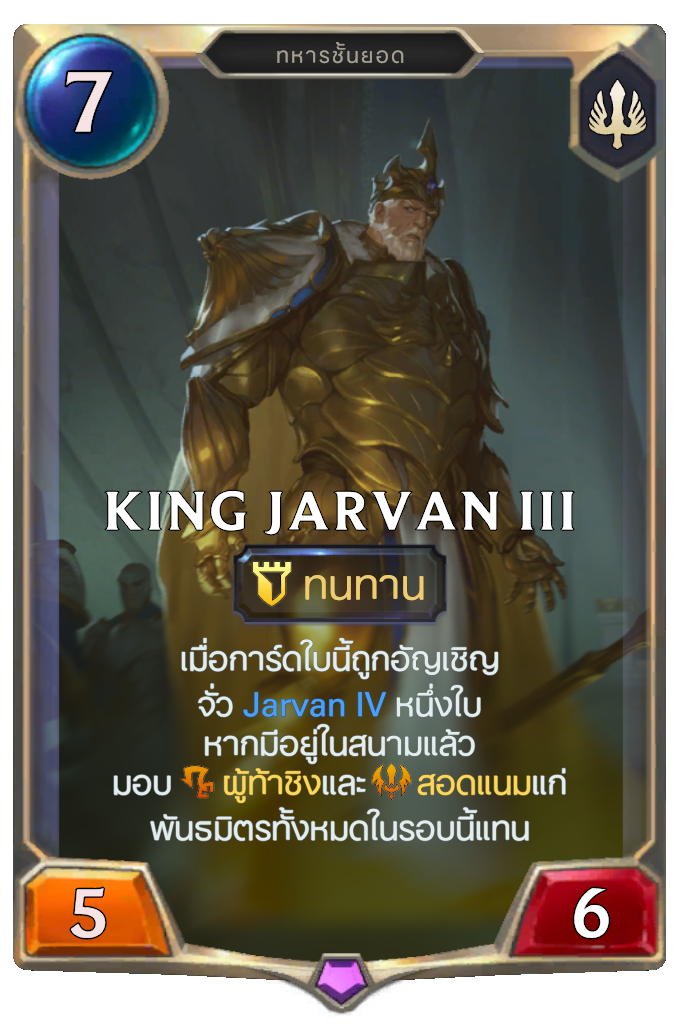 7
ทหารชั้นยอด
KING JARVAN III
ทนทาน
เมื่อการ์ดใบนี้ถูกอัญเชิญ
จั่ว Jarvan IV หนึ่งใบ
หากมีอยู่ในสนามแล้ว
มอบ ผู้ท้าชิงและ สอดแนมแก่
พันธมิตรทั้งหมดในรอบนี้แทน
5
6